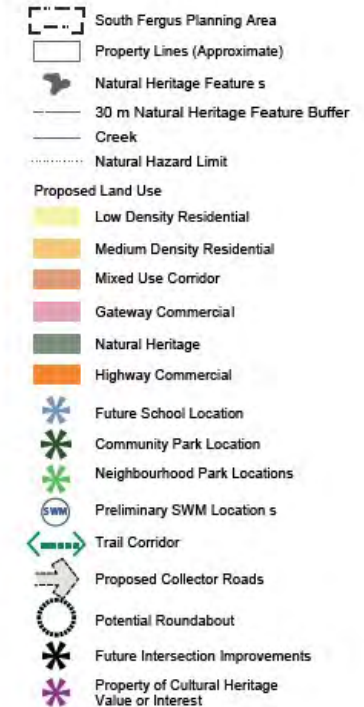 South Fergus Planning Area
Property Lines (Approximate)
Natural Heritage Feature s
30 m Natural Heritage Feature Buffer
Creek
Natural Hazard Limit
Proposed Land Use
Low Density Residential
Medium Density Residential
Mixed Use Corridor
Gateway Commercial
Natural Heritage
Highway Commercial
Future School Location
Community Park Location
Neighbourhood Park Locations
SWM Preliminary SWM Location s
Trail Corridor
Proposed Collector Roads
Potential Roundabout
Future Intersection Improvements
Property of Cultural Heritage
Value or Interest